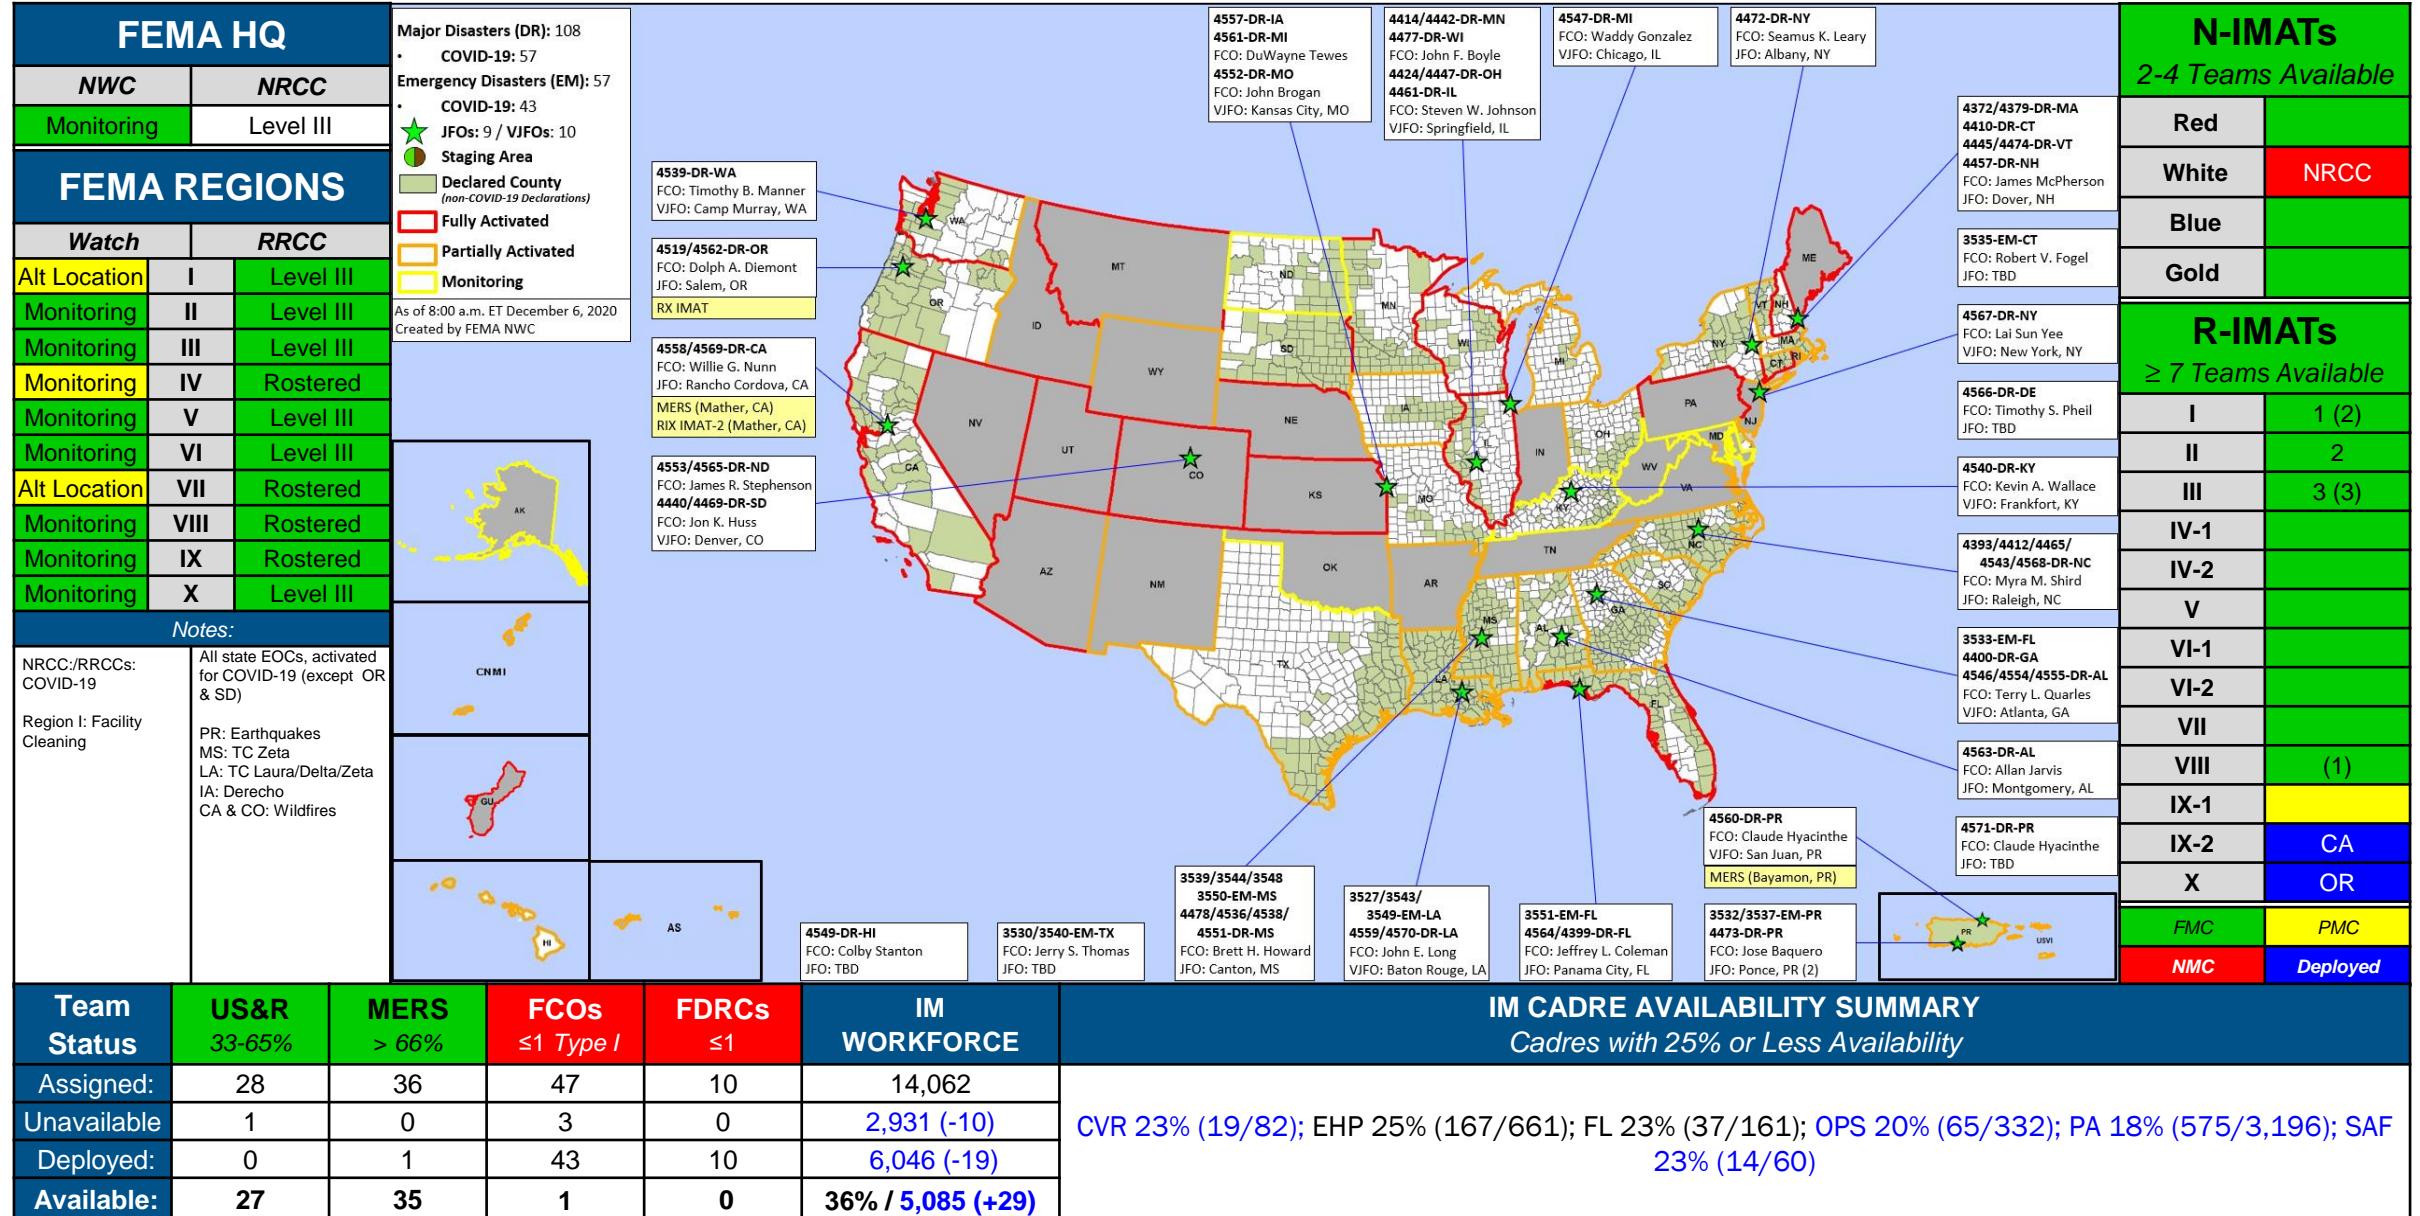 FEMA HQ
NWC NRCC
Monitoring Level III
FEMA REGIONS
Watch RRCC
Alt Location I Level III
Monitoring II Level III
Monitoring III Level III
Monitoring IV Rostered
Monitoring V Level III
Monitoring VI Level III
Alt Location VII Rostered
Monitoring VIII Rostered
Monitoring IX Rostered
Monitoring X Level III
Notes:
NRCC:/RRCCs:
COVID-19
Region I: Facility
Cleaning
All state EOCs, activated
for COVID-19 (except OR
& SD)
PR: Earthquakes
MS: TC Zeta
LA: TC Laura/Delta/Zeta
IA: Derecho
CA & CO: Wildfires
Major Disasters (DR): 108
• COVID-19: 57
Emergency Disasters (EM): 57
• COVID-19: 43
JFOs: 9 / VJFOs: 10
Staging Area
Declared County
(non-COVID-19 Declarations)
Fully Activated
Partially Activated
Monitoring
As of 8:00 a.m. ET December 6, 2020
Created by FEMA NWC
4539-DR-WA
FCO: Timothy B. Manner
VJFO: Camp Murray, WA
4519/4562-DR-OR
FCO: Dolph A. Diemont
JFO: Salem, OR
RX IMAT
4558/4569-DR-CA
FCO: Willie G. Nunn
JFO: Rancho Cordova, CA
MERS (Mather, CA)
RIX IMAT-2 (Mather, CA)
4553/4565-DR-ND
FCO: James R. Stephenson
4440/4469-DR-SD
FCO: Jon K. Huss
VJFO: Denver, CO
4557-DR-IA
4561-DR-MI
FCO: DuWayne Tewes
4552-DR-MO
FCO: John Brogan
VJFO: Kansas City, MO
4414/4442-DR-MN
4477-DR-WI
FCO: John F. Boyle
4424/4447-DR-OH
4461-DR-IL
FCO: Steven W. Johnson
VJFO: Springfield, IL
4547-DR-MI
FCO: Waddy Gonzalez
VJFO: Chicago, IL
4472-DR-NY
FCO: Seamus K. Leary
JFO: Albany, NY
4372/4379-DR-MA
4410-DR-CT
4445/4474-DR-VT
4457-DR-NH
FCO: James McPherson
JFO: Dover, NH
3535-EM-CT
FCO: Robert V. Fogel
JFO: TBD
4567-DR-NY
FCO: Lai Sun Yee
VJFO: New York, NY
4566-DR-DE
FCO: Timothy S. Pheil
JFO: TBD
4540-DR-KY
FCO: Kevin A. Wallace
VJFO: Frankfort, KY
4393/4412/4465/
4543/4568-DR-NC
FCO: Myra M. Shird
JFO: Raleigh, NC
3533-EM-FL
4400-DR-GA
4546/4554/4555-DR-AL
FCO: Terry L. Quarles
VJFO: Atlanta, GA
4563-DR-AL
FCO: Allan Jarvis
JFO: Montgomery, AL
4571-DR-PR
FCO: Claude Hyacinthe
JFO: TBD
4560-DR-PR
FCO: Claude Hyacinthe
VJFO: San Juan, PR
MERS (Bayamon, PR)
4549-DR-HI
FCO: Colby Stanton
JFO: TBD
3530/3540-EM-TX
FCO: Jerry S. Thomas
JFO: TBD
3539/3544/3548
3550-EM-MS
4478/4536/4538/
4551-DR-MS
FCO: Brett H. Howard
JFO: Canton, MS
3527/3543/
3549-EM-LA
4559/4570-DR-LA
FCO: John E. Long
VJFO: Baton Rouge, LA
3551-EM-FL
4564/4399-DR-FL
FCO: Jeffrey L. Coleman
JFO: Panama City, FL
3532/3537-EM-PR
4473-DR-PR
FCO: Jose Baquero
JFO: Ponce, PR (2)
WA
MT
ND
MN
ME
OR
ID
SD
WI
VT
NH
NY
MA
CT
RI
WY
MI
IA
PA
NJ
NV
NE
OH
MD
UT
IL
IN
WV
CO
CA
KS
MO
VA
KY
NC
TN
AZ
NM
OK
AR
SC
MS
AL
GA
TX
LA
FL
AK
CNMI
GU
HI
AS
PR
USVI
N-IMATs
2-4 Teams Available
Red
White NRCC
Blue
Gold
R-IMATs
≥ 7 Teams Available
I 1 (2)
II 2
III 3 (3)
IV-1
IV-2
V
VI-1
VI-2
VII
VIII (1)
IX-1
IX-2 CA
X OR
FMC PMC
NMC Deployed
Team Status US&R 33-65% MERS > 66% FCOs ≤1 Type I FDRCs ≤1 IM WORKFORCE
Assigned: 28 36 47 10 14,062
Unavailable 1 0 3 0 2,931 (-10)
Deployed: 0 1 43 10 6,046 (-19)
Available: 27 35 1 0 36% / 5,085 (+29)
IM CADRE AVAILABILITY SUMMARY
Cadres with 25% or Less Availability
CVR 23% (19/82); EHP 25% (167/661); FL 23% (37/161); OPS 20% (65/332); PA 18% (575/3,196); SAF
23% (14/60)